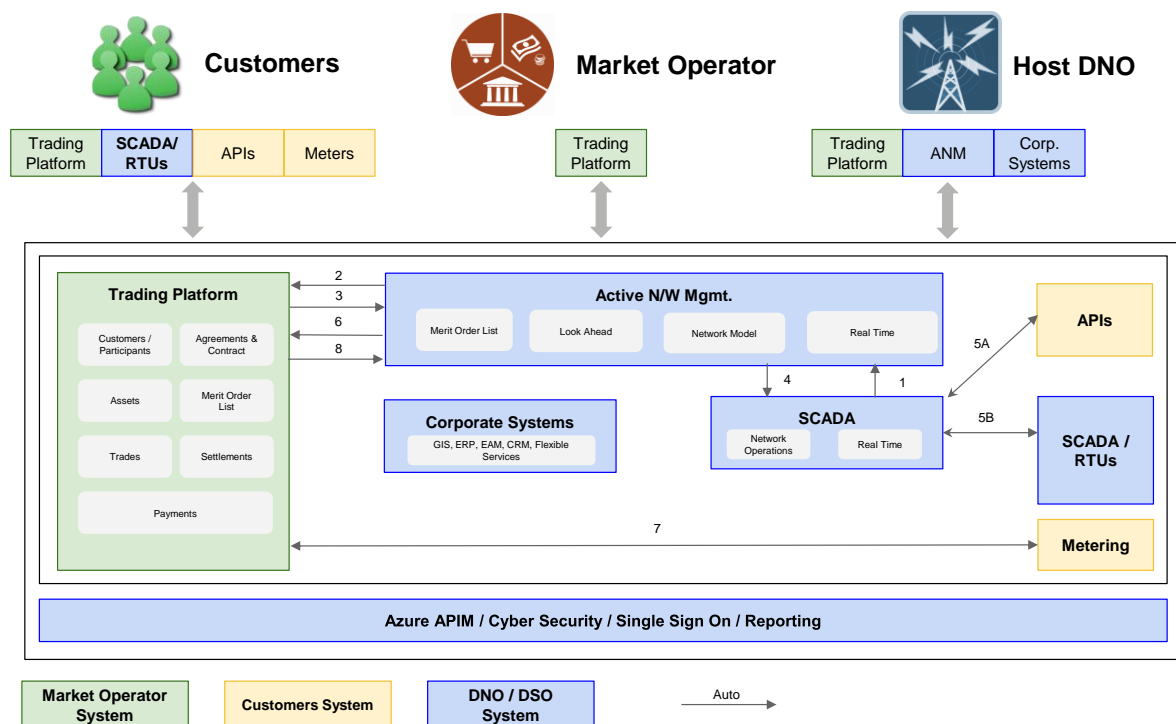 Customers
Market Operator
Host DNO
Trading
Platform
SCADA/
RTUs
APIs
Meters
Trading
Platform
Trading
Platform
ANM
Corp.
Systems
Trading Platform
Customers /
Participants
Agreements &
Contract
Assets
Merit Order
List
Trades
Settlements
Payments
2
3
6
8
Active N/W Mgmt.
Merit Order List
Look Ahead
Network Model
Real Time
4
1
5A
APIs
Corporate Systems
GIS, ERP, EAM, CRM, Flexible
Services
SCADA
Network
Operations
Real Time
5B
SCADA /
RTUs
7
Metering
Azure APIM / Cyber Security / Single Sign On / Reporting
Market Operator
System
Customers System
DNO / DSO
System
Auto